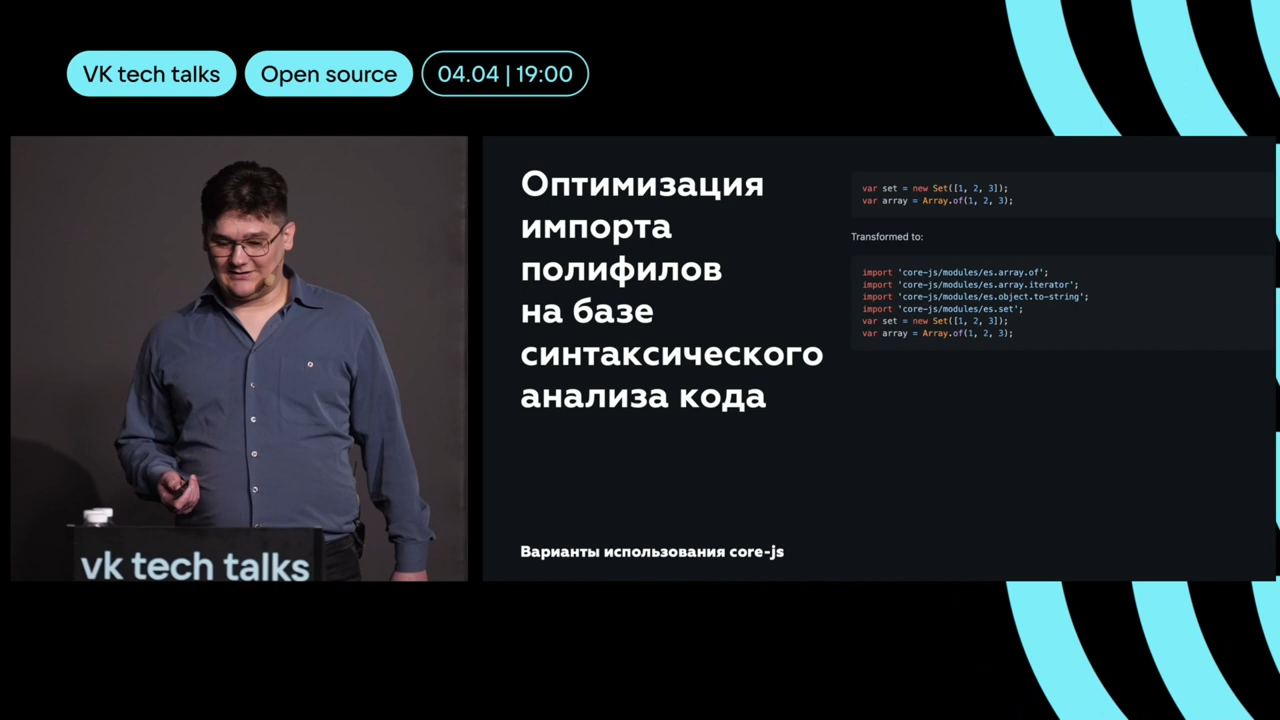 VK tech talks
Open source
04.04 | 19:00
vk tech talks
Оптимизация
импорта
полифилов
на базе
синтаксического
анализа кода
var set = new Set([1, 2, 3]);
var array = Array.of(1, 2, 3);
Transformed to:
import 'core-js/modules/es.array.of';
import 'core-js/modules/es.array.iterator';
import 'core-js/modules/es.object.to-string';
import 'core-js/modules/es.set';
var set = new Set([1, 2, 3]);
var array = Array.of(1, 2, 3);
Варианты использования core-js